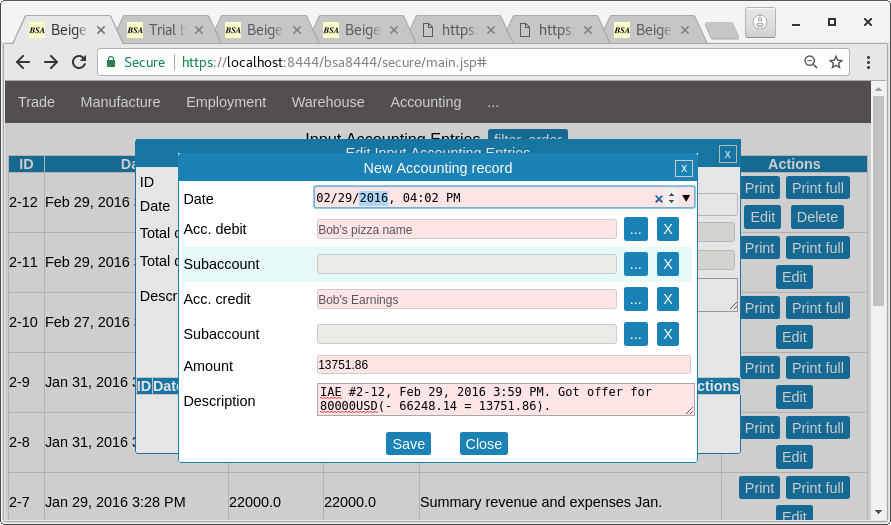 BSA Beige BSA Trial b BSA Beige BSA Beige https: https: BSA Beige
Secure https://localhost:8444/bsa8444/secure/main.jsp#
Trade Manufacture Employment Warehouse Accounting ...
Input Accounting Entries filter, order
Edit Input Accounting Entries x
New Accounting record x
ID Da Actions
ID
Date
Total
Total
Descr
Date 02/29/2016, 04:02 PM
Acc. debit Bob's pizza name ... X
Subaccount ... X
Acc. credit Bob's Earnings ... X
Subaccount ... X
Amount 13751.86
Description IAE #2-12, Feb 29, 2016 3:59 PM. Got offer for
80000USD(- 66248.14 = 13751.86).
Save Close
ID Date ctions
2-12 Feb 29, 2016 3 Print Print full
Edit Delete
2-11 Feb 29, 2016 3 Print Print full
Edit
2-10 Feb 27, 2016 Print Print full
Edit
2-9 Jan 31, 2016 3 Print Print full
Edit
2-8 Jan 31, 2016 3 Print Print full
Edit
2-7 Jan 29, 2016 3:28 PM 22000.0 22000.0 Summary revenue and expenses Jan. Print Print full
Edit